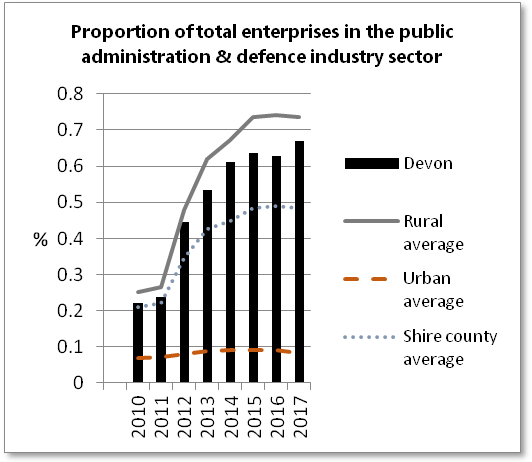 Proportion of total enterprises in the public
administration & defence industry sector
0.8
0.7
0.6
0.5
0.4
0.3
0.2
0.1
0
%
2010
2011
2012
2013
2014
2015
2016
2017
Devon
Rural
average
Urban
average
Shire county
average